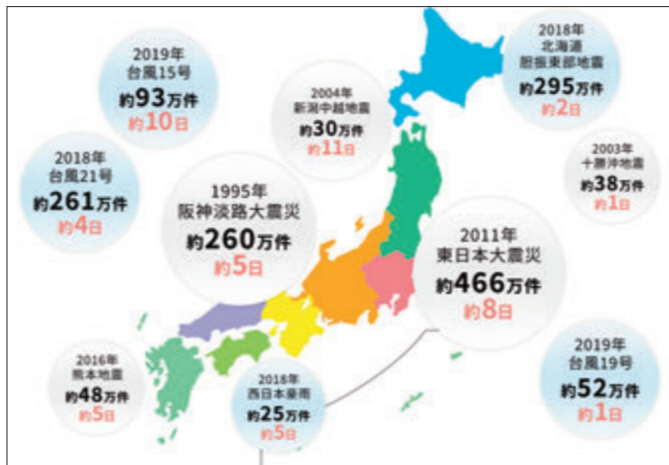 2019年
台風15号
約93万件
約10日
2018年
北海道
胆振東部地震
約295万件
約2日
2004年
新潟中越地震
約30万件
約11日
2003年
十勝沖地震
約38万件
約1日
2018年
台風21号
約261万件
約4日
1995年
阪神淡路大震災
約260万件
約5日
2011年
東日本大震災
約466万件
約8日
2016年
熊本地震
約48万件
約5日
2018年
西日本豪雨
約25万件
約5日
2019年
台風19号
約52万件
約1日